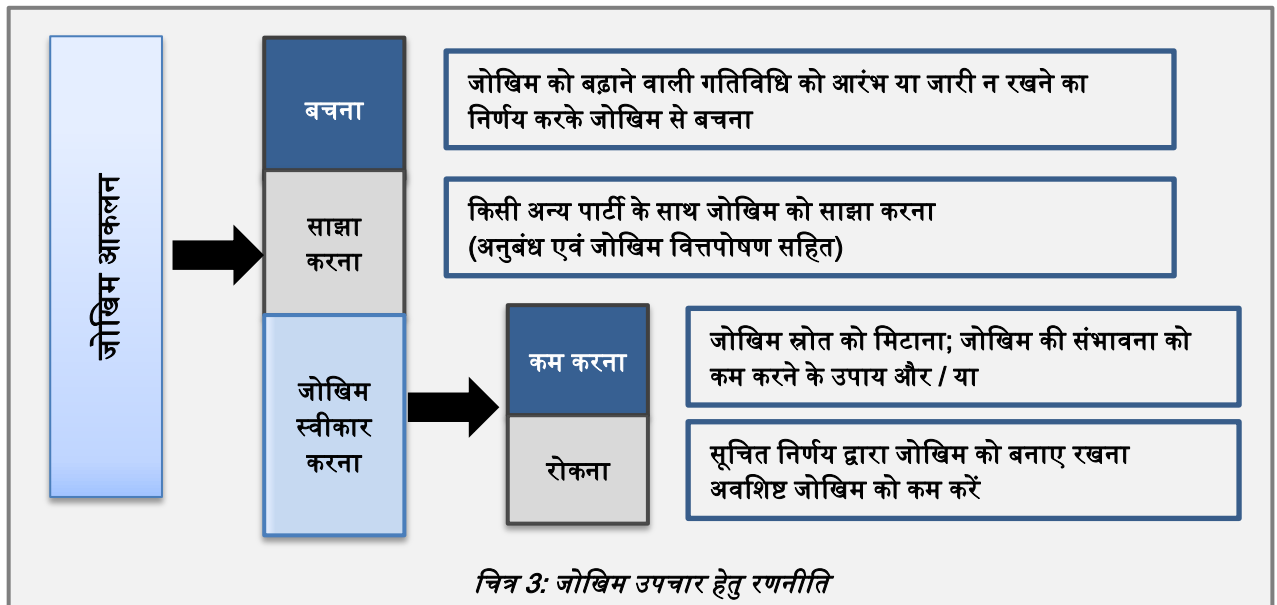 जोखिम आकलन
बचना
जोखिम को बढ़ाने वाली गतिविधि को आरंभ या जारी न रखने का
निर्णय करके जोखिम से बचना
साझा
करना
किसी अन्य पार्टी के साथ जोखिम को साझा करना
(अनुबंध एवं जोखिम वित्तपोषण सहित)
जोखिम
स्वीकार
करना
कम करना
जोखिम स्रोत को मिटाना; जोखिम की संभावना को
कम करने के उपाय और / या
रोकना
सूचित निर्णय द्वारा जोखिम को बनाए रखना
अवशिष्ट जोखिम को कम करें
चित्र 3: जोखिम उपचार हेतु रणनीति